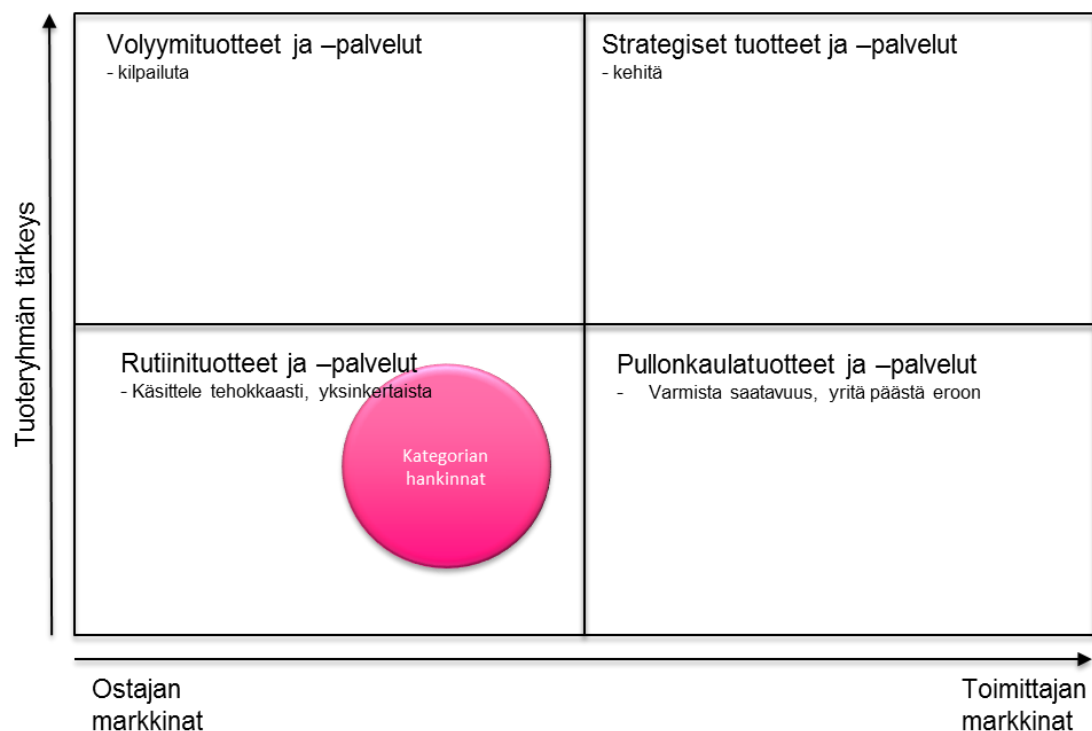 Volyymituotteet ja –palvelut
- kilpailuta
Strategiset tuotteet ja –palvelut
- kehitä
Tuoteryhmän tärkeys
Rutiinituotteet ja –palvelut
- Käsittele tehokkaasti, yksinkertaista
Kategorian
hankinnat
Pullonkaulatuotteet ja –palvelut
- Varmista saatavuus, yritä päästä eroon
Ostajan
markkinat
Toimittajan
markkinat